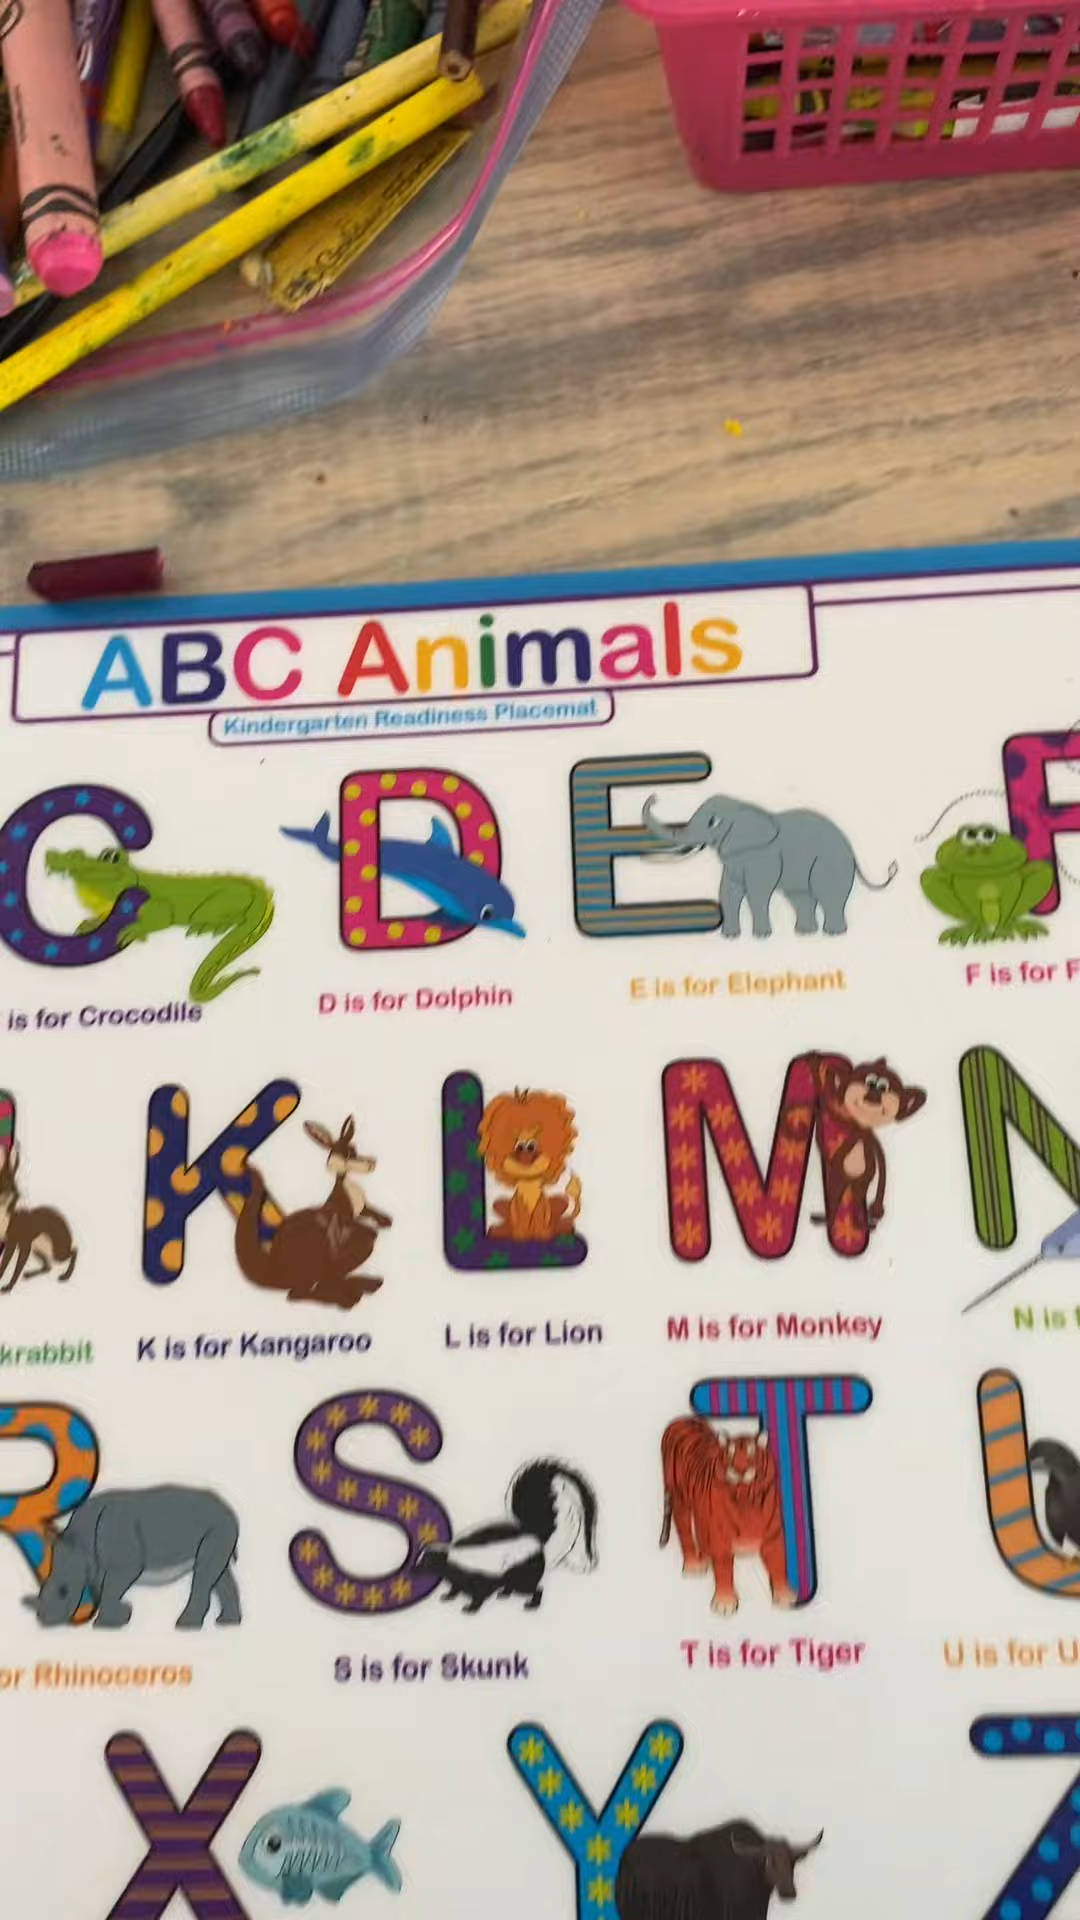 ABC Animals
Kindergarten Readiness Placemat
C D E F
is for Crocodile
D is for Dolphin
E is for Elephant
F is for F
K L M N
krabbit
K is for Kangaroo
L is for Lion
M is for Monkey
N is
R S T U
or Rhinoceros
S is for Skunk
T is for Tiger
U is for U
X Y Z